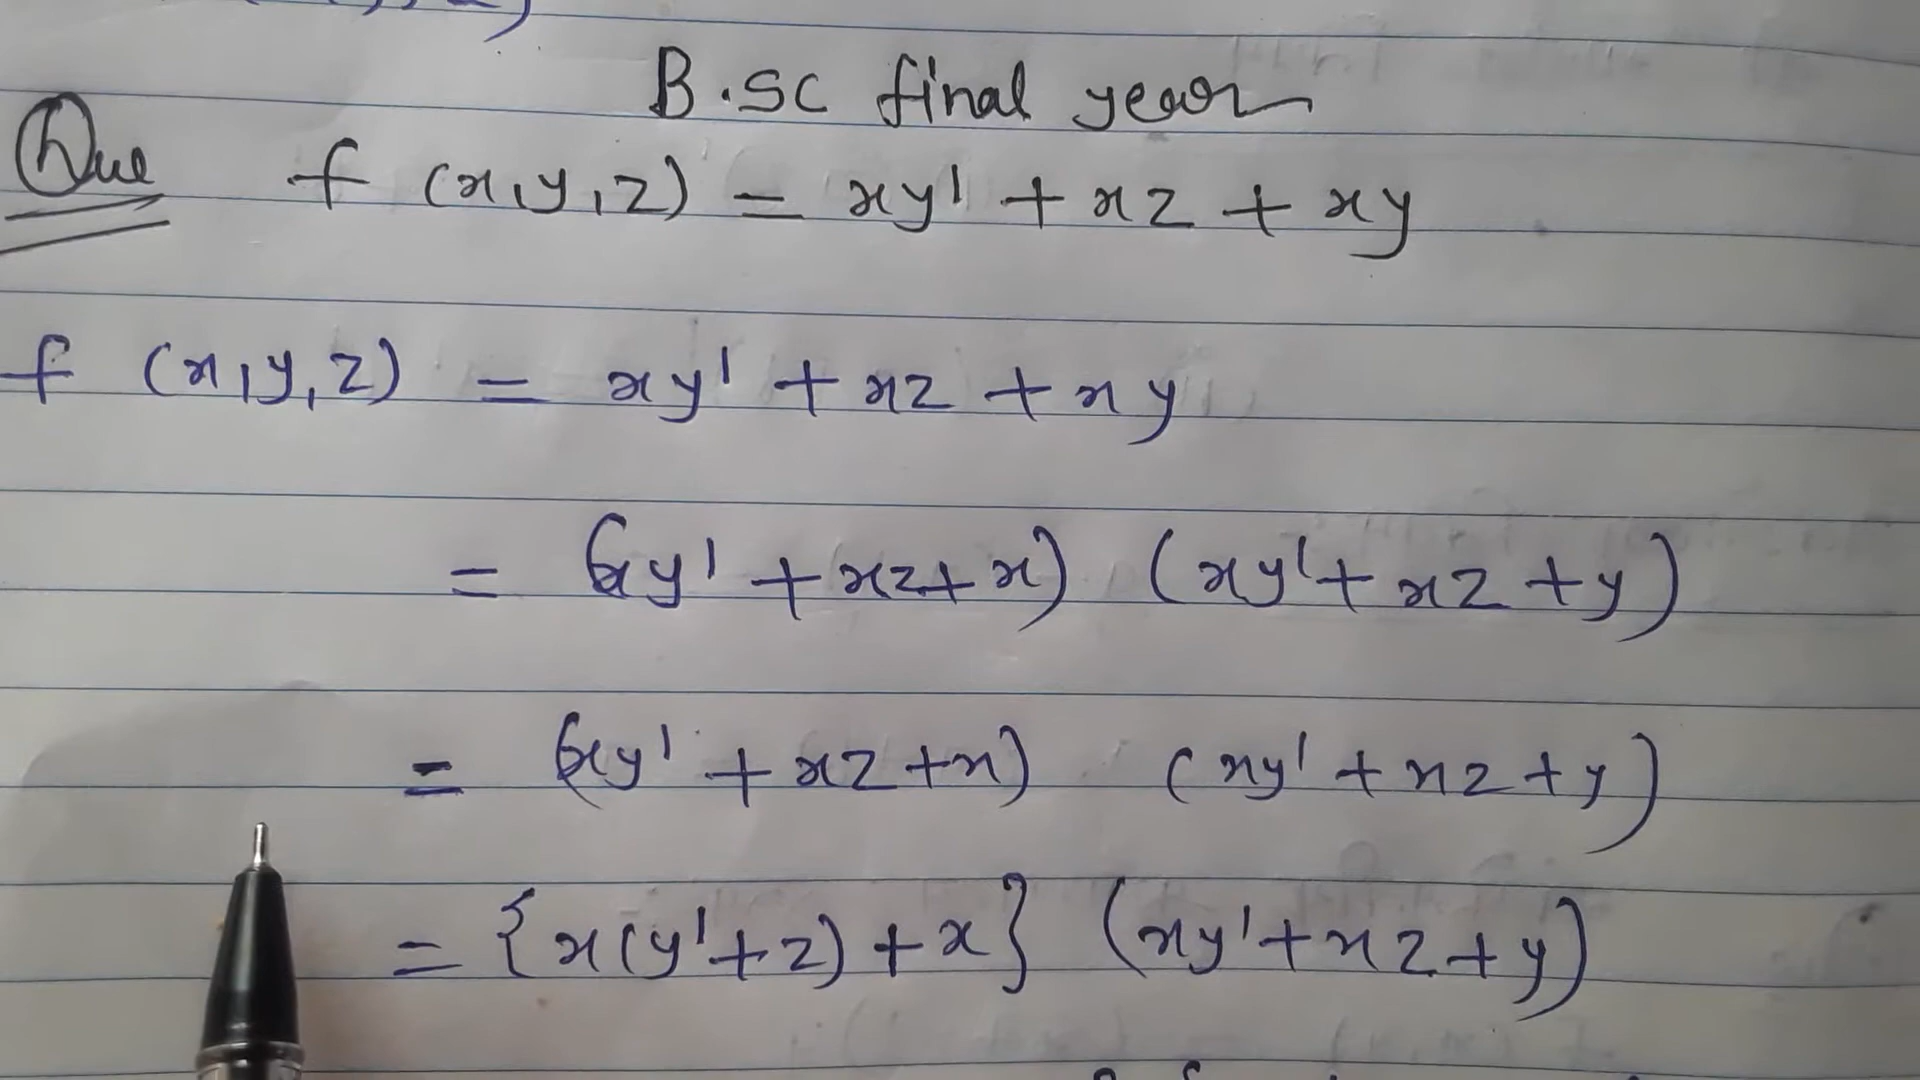 B.SC final year
Que f (x,y,z) = xy' + xz + xy
f (x,y,z) = xy' + xz + xy
= (xy' + xz + x) (xy' + xz + y)
= (xy' + xz + x) (xy' + xz + y)
= {x(y' + z) + x} (xy' + xz + y)